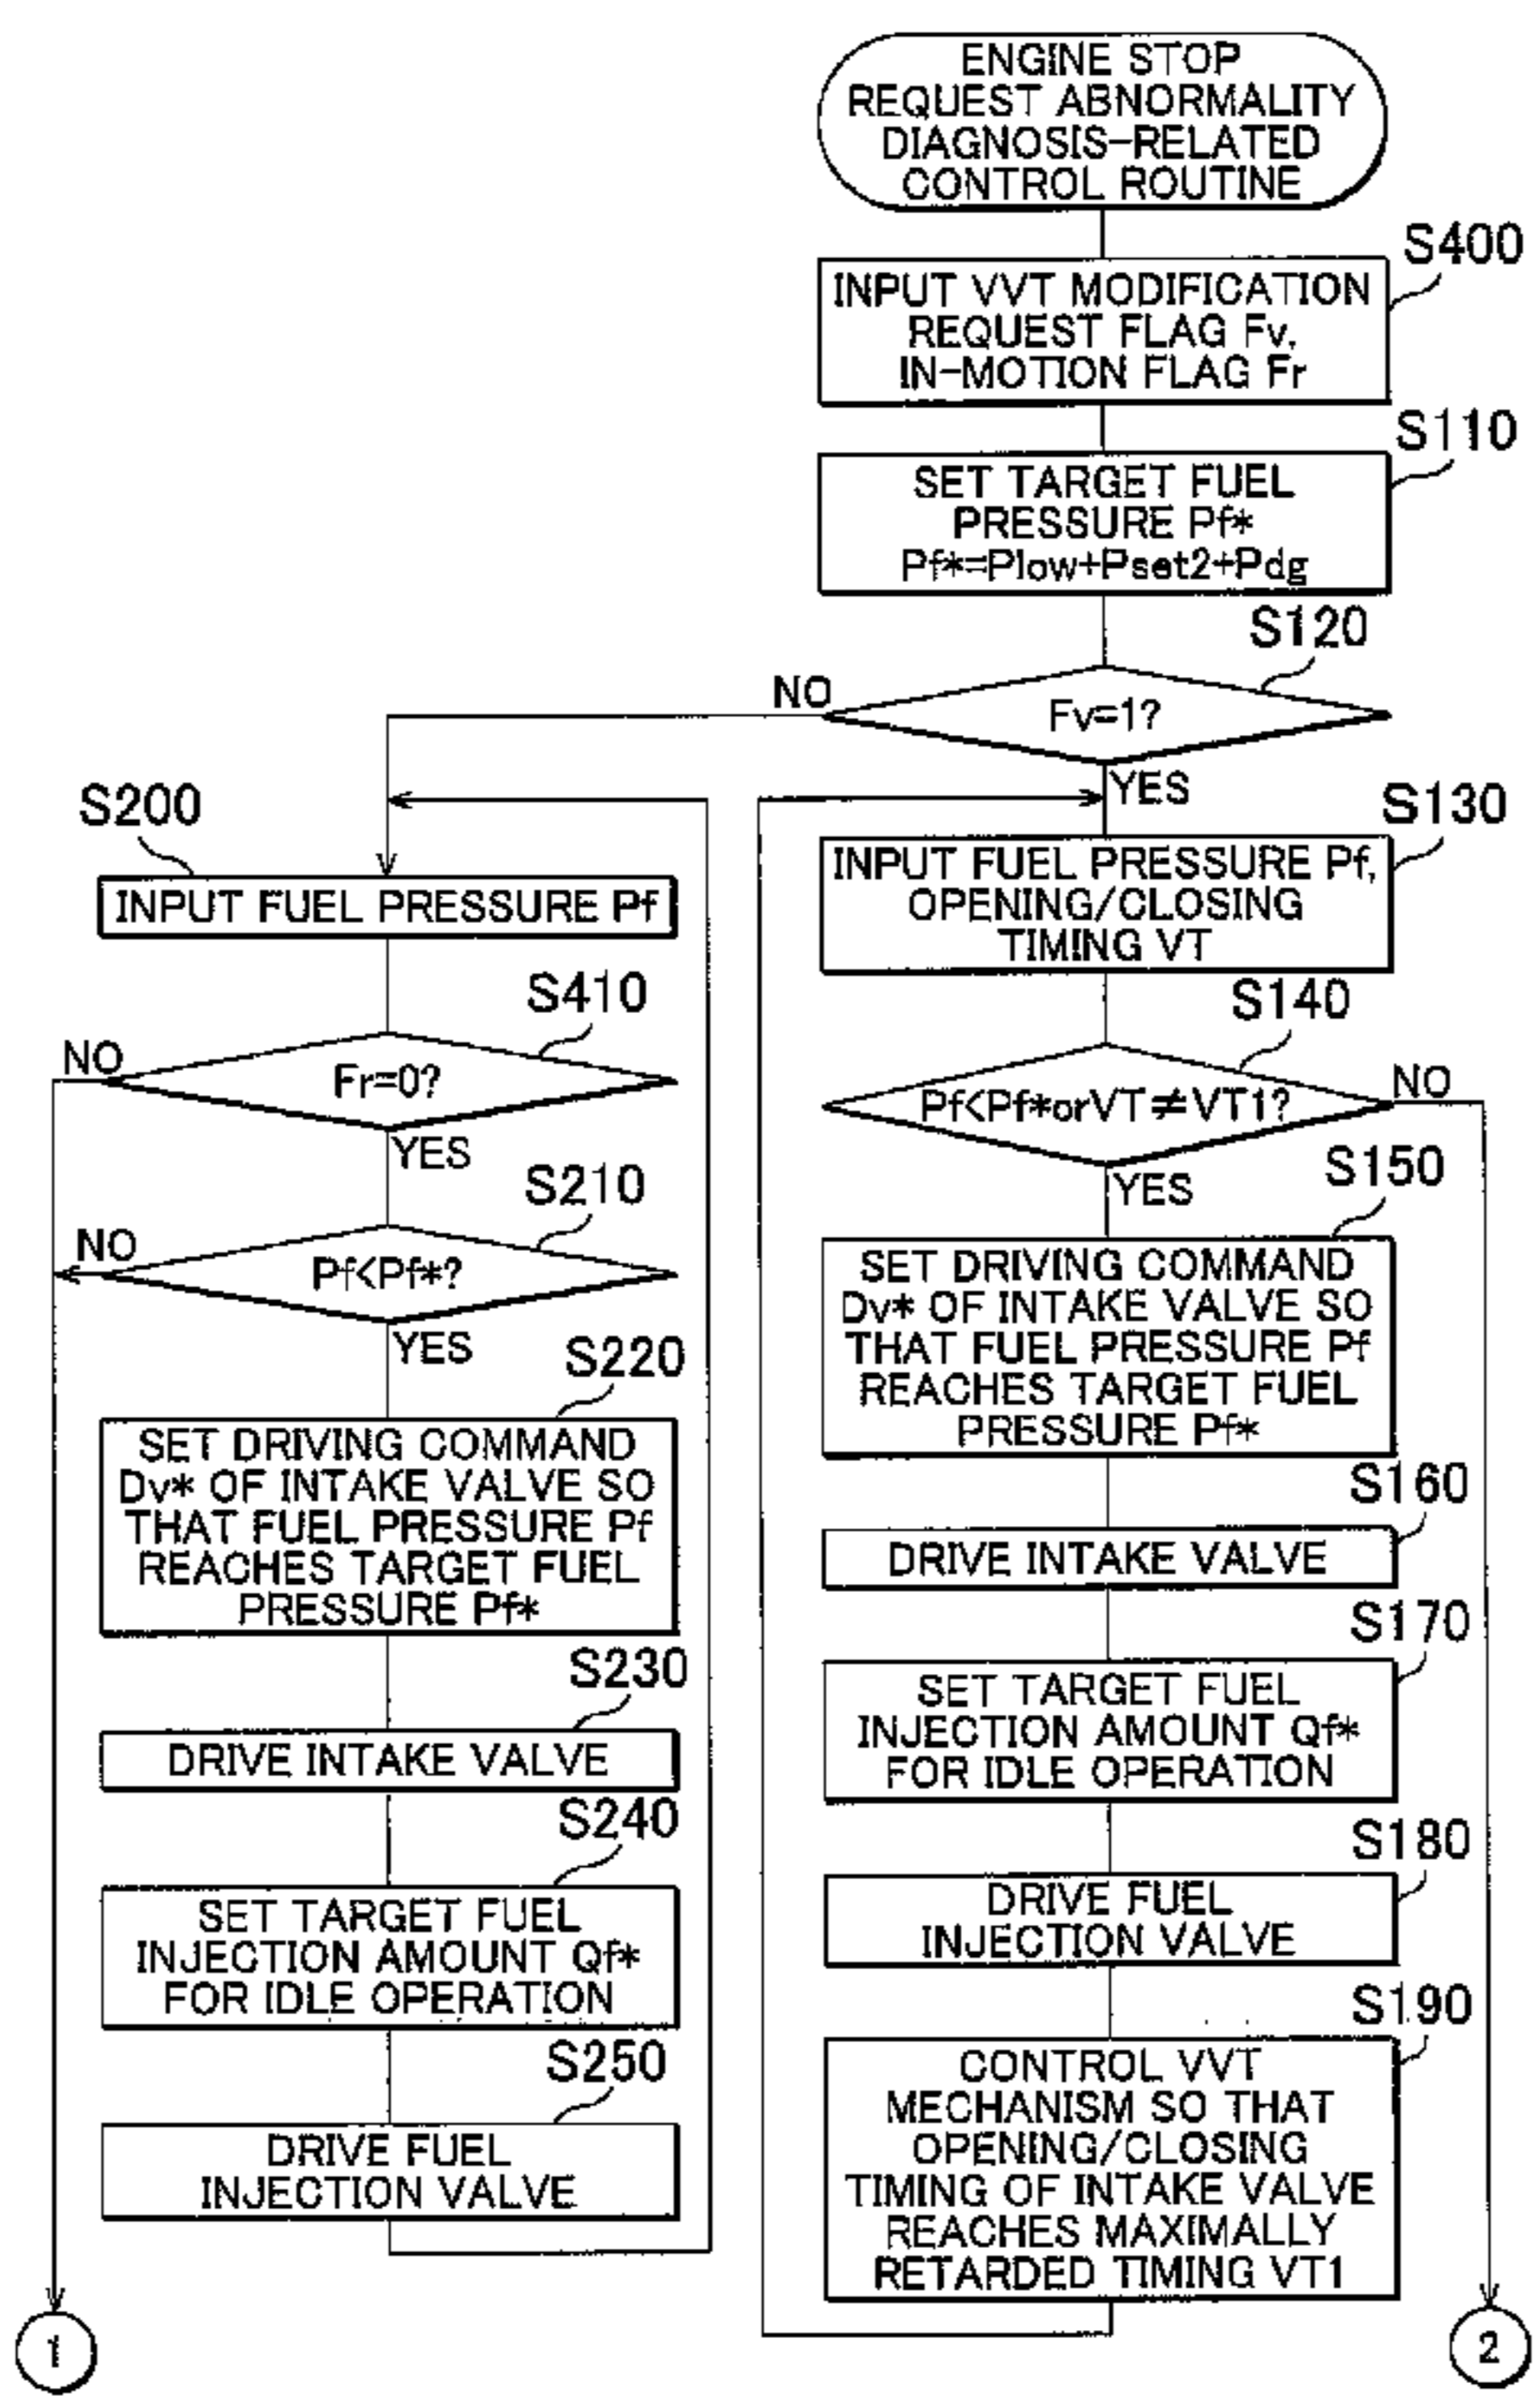 ENGINE STOP
REQUEST ABNORMALITY
DIAGNOSIS-RELATED
CONTROL ROUTINE
S400
INPUT VVT MODIFICATION
REQUEST FLAG Fv,
IN-MOTION FLAG Fr
S110
SET TARGET FUEL
PRESSURE Pf*
Pf*=Plow+Pset2+Pdg
S120
Fv=1?
NO
YES
S200
INPUT FUEL PRESSURE Pf
S410
Fr=0?
NO
YES
S210
Pf<Pf*?
NO
YES
S220
SET DRIVING COMMAND
Dv* OF INTAKE VALVE SO
THAT FUEL PRESSURE Pf
REACHES TARGET FUEL
PRESSURE Pf*
S230
DRIVE INTAKE VALVE
S240
SET TARGET FUEL
INJECTION AMOUNT Qf*
FOR IDLE OPERATION
S250
DRIVE FUEL
INJECTION VALVE
1
S130
INPUT FUEL PRESSURE Pf,
OPENING/CLOSING
TIMING VT
S140
Pf<Pf*orVT≠VT1?
NO
YES
S150
SET DRIVING COMMAND
Dv* OF INTAKE VALVE SO
THAT FUEL PRESSURE Pf
REACHES TARGET FUEL
PRESSURE Pf*
S160
DRIVE INTAKE VALVE
S170
SET TARGET FUEL
INJECTION AMOUNT Qf*
FOR IDLE OPERATION
S180
DRIVE FUEL
INJECTION VALVE
S190
CONTROL VVT
MECHANISM SO THAT
OPENING/CLOSING
TIMING OF INTAKE VALVE
REACHES MAXIMALLY
RETARDED TIMING VT1
2